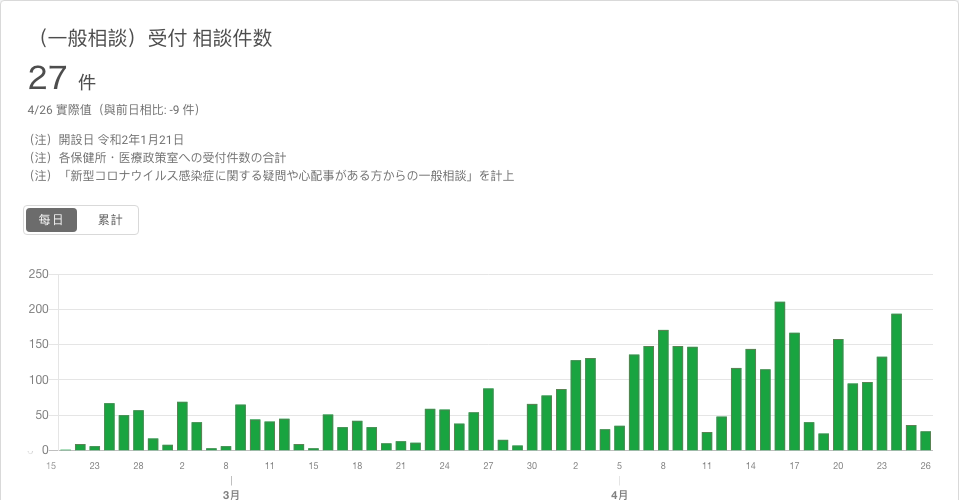 （一般相談）受付 相談件数
27 件
4/26 實際值（與前日相比: -9 件）
（注）開設日 令和2年1月21日
（注）各保健所・医療政策室への受付件数の合計
（注）「新型コロナウイルス感染症に関する疑問や心配事がある方からの一般相談」を計上
每日 累計
250
200
150
100
50
0
15 23 28 2 8 11 15 18 21 24 27 30 2 5 8 11 14 17 20 23 26
3月 4月